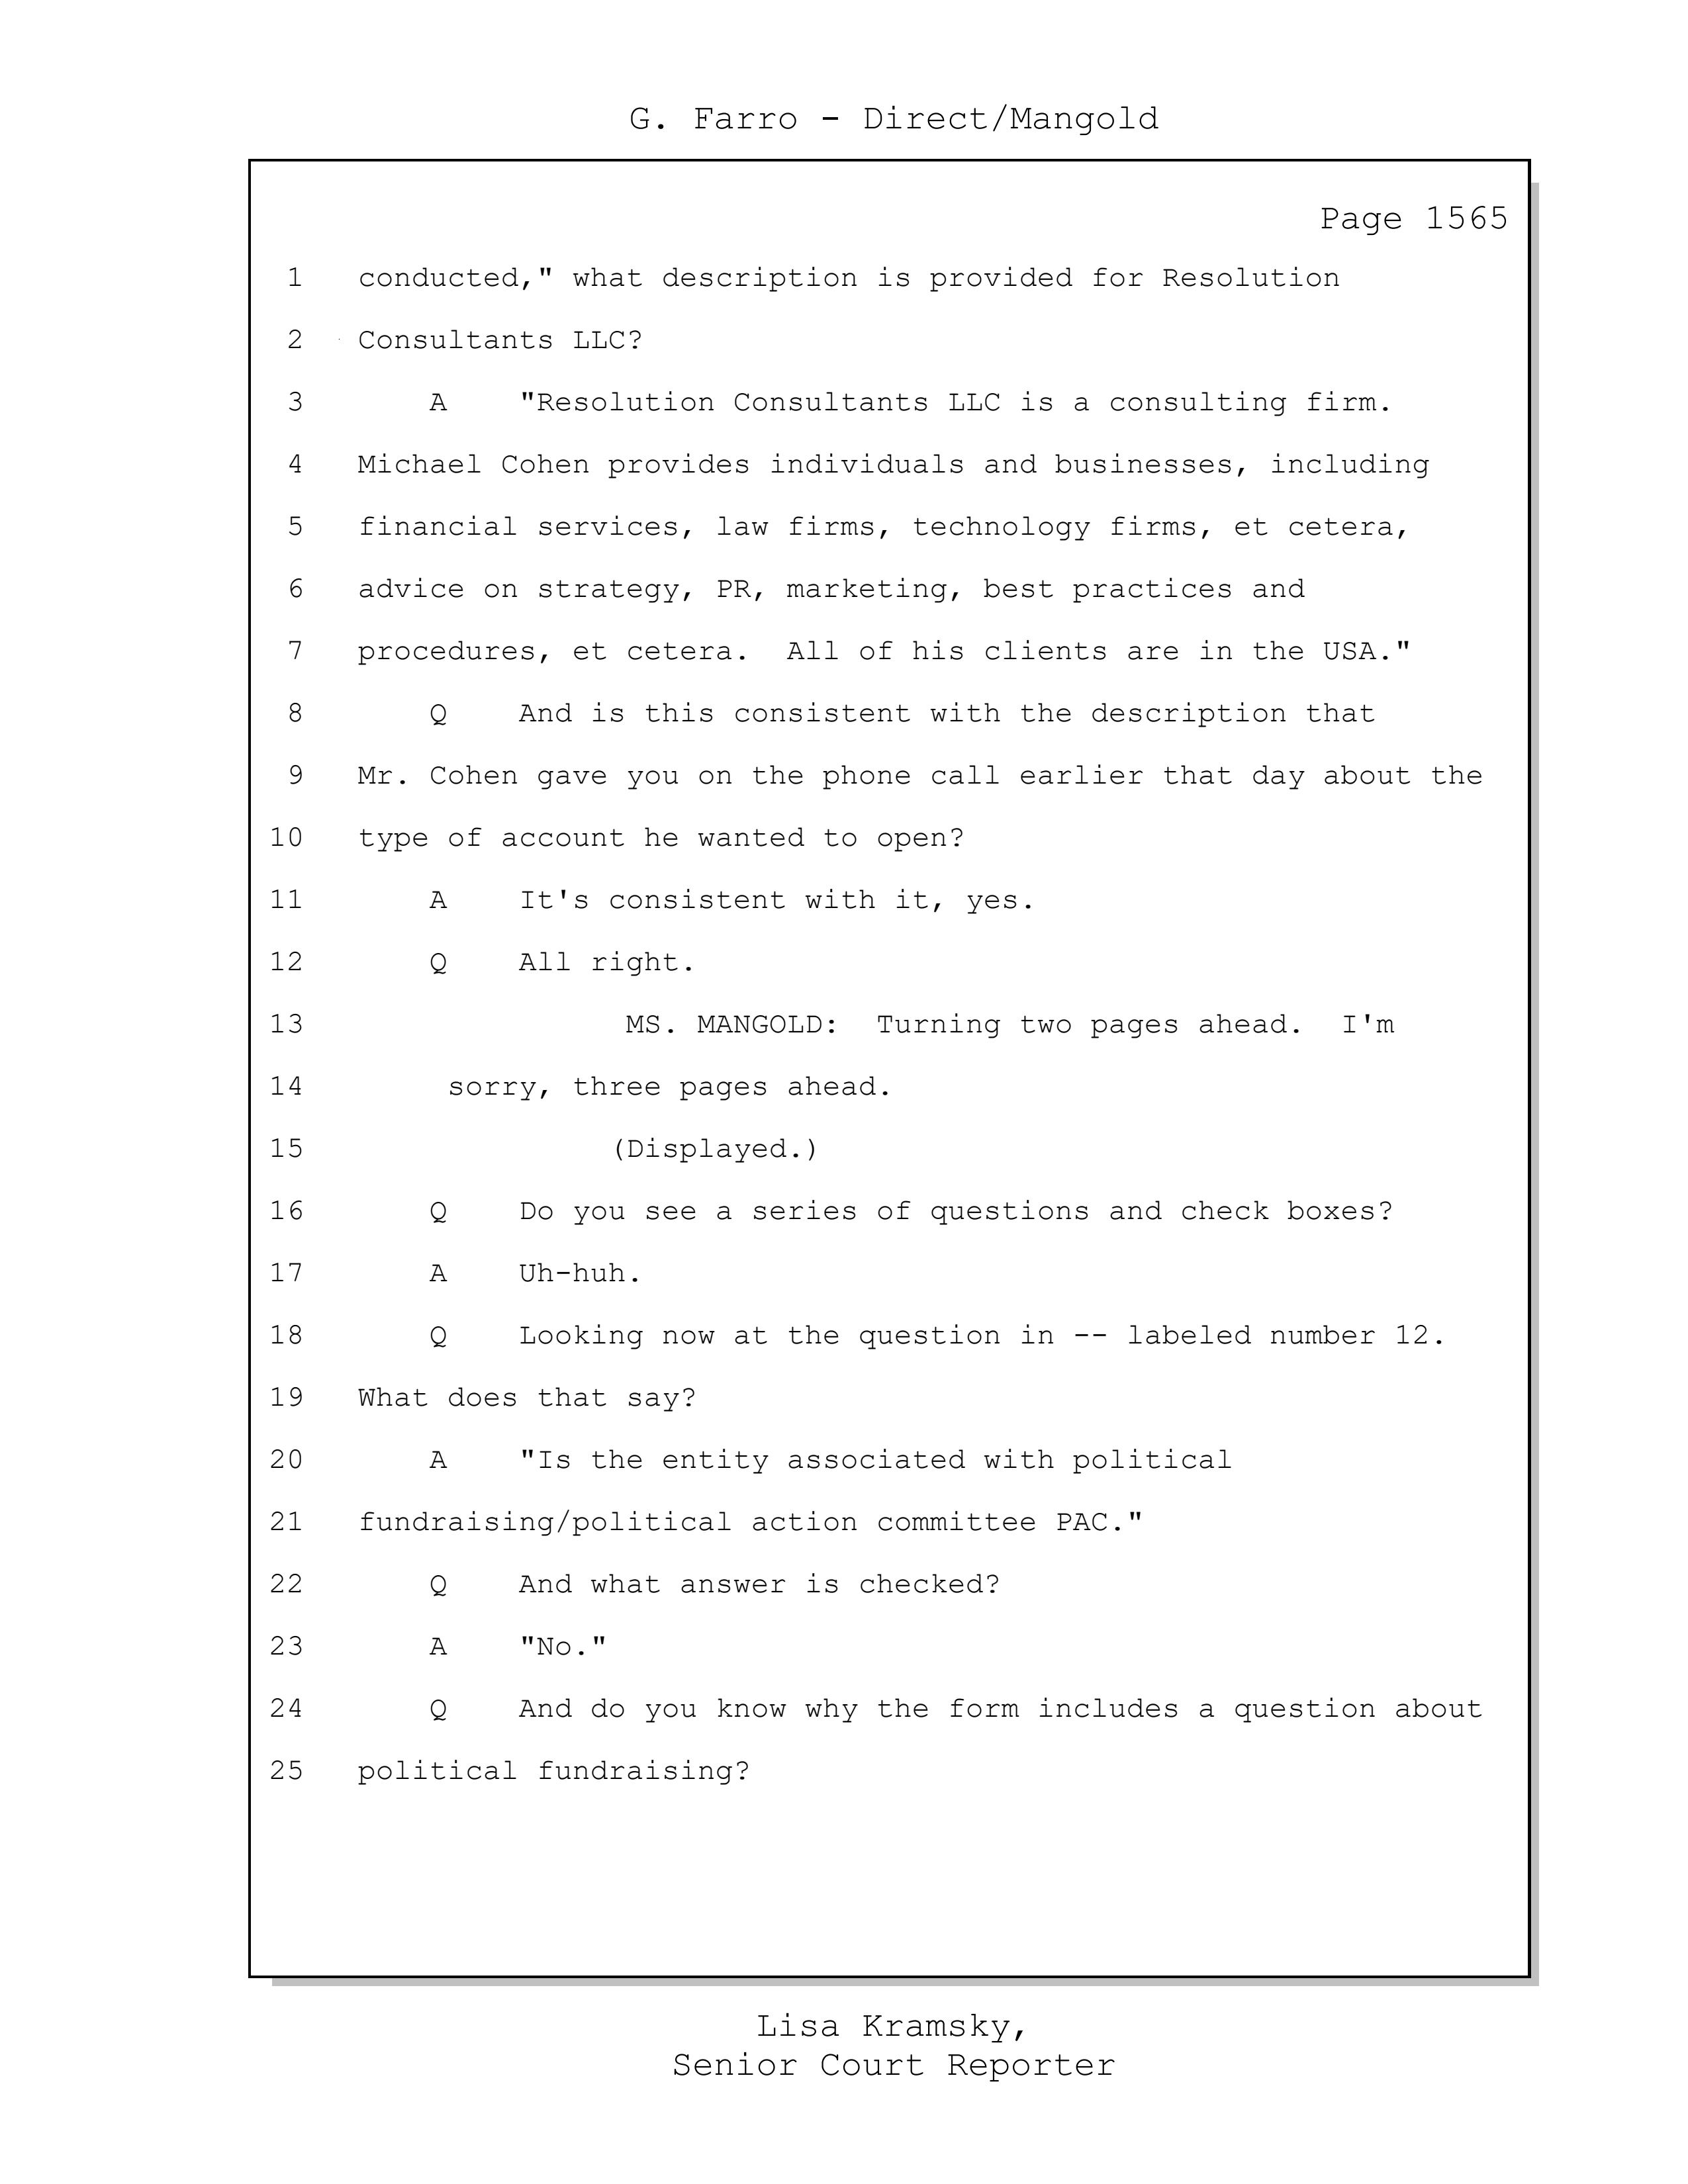 G. Farro - Direct/Mangold
Page 1565
1 conducted," what description is provided for Resolution
2 Consultants LLC?
3 A "Resolution Consultants LLC is a consulting firm.
4 Michael Cohen provides individuals and businesses, including
5 financial services, law firms, technology firms, et cetera,
6 advice on strategy, PR, marketing, best practices and
7 procedures, et cetera. All of his clients are in the USA."
8 Q And is this consistent with the description that
9 Mr. Cohen gave you on the phone call earlier that day about the
10 type of account he wanted to open?
11 A It's consistent with it, yes.
12 Q All right.
13 MS. MANGOLD: Turning two pages ahead. I'm
14 sorry, three pages ahead.
15 (Displayed.)
16 Q Do you see a series of questions and check boxes?
17 A Uh-huh.
18 Q Looking now at the question in -- labeled number 12.
19 What does that say?
20 A "Is the entity associated with political
21 fundraising/political action committee PAC."
22 Q And what answer is checked?
23 A "No."
24 Q And do you know why the form includes a question about
25 political fundraising?
Lisa Kramsky,
Senior Court Reporter